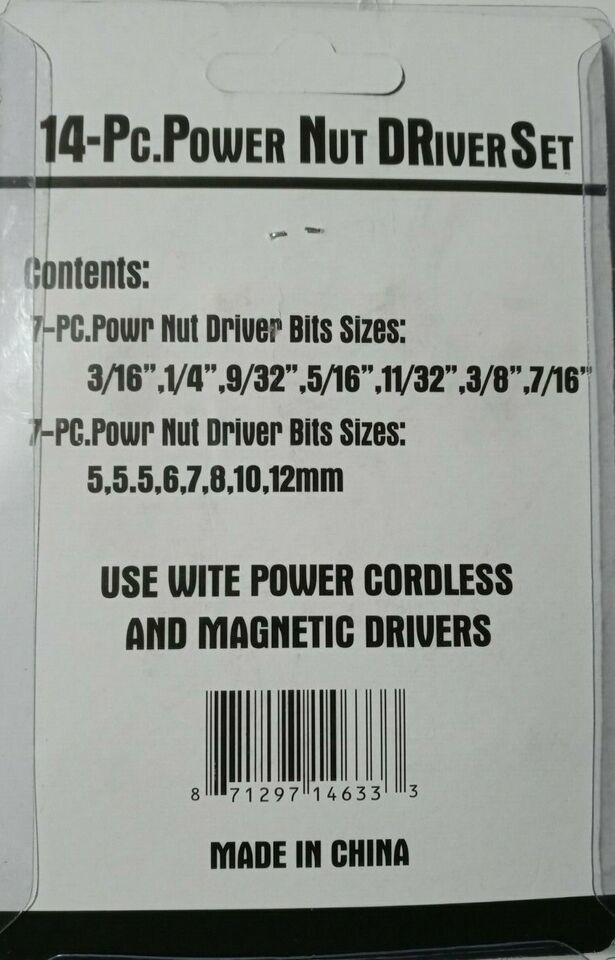 14-Pc.Power Nut DRiver Set
Contents:
7-PC.Powr Nut Driver Bits Sizes:
3/16”,1/4”,9/32”,5/16”,11/32”,3/8”,7/16”
7-PC.Powr Nut Driver Bits Sizes:
5,5.5,6,7,8,10,12mm
USE WITE POWER CORDLESS
AND MAGNETIC DRIVERS
8 71297 14633 3
MADE IN CHINA